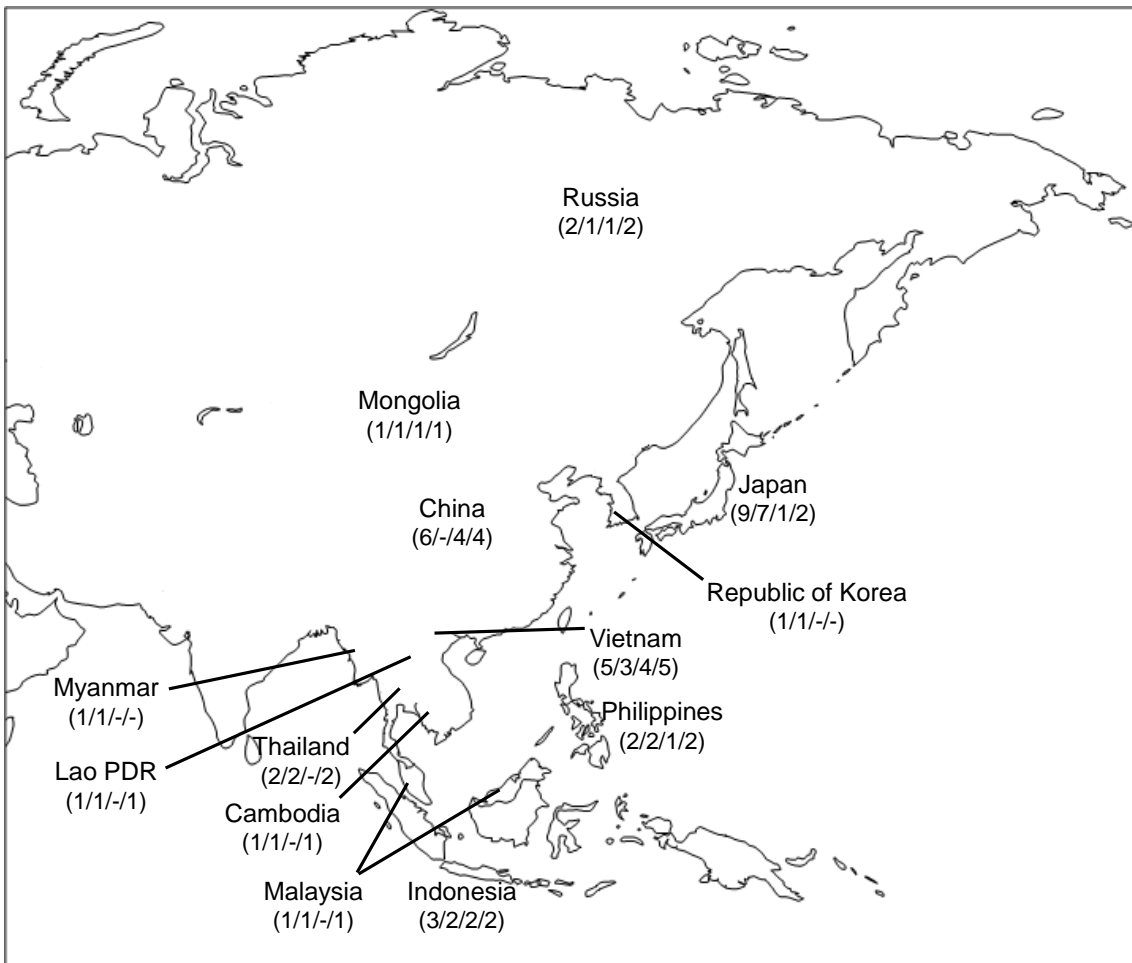 Russia
(2/1/1/2)
Mongolia
(1/1/1/1)
China
(6/-/4/4)
Japan
(9/7/1/2)
Republic of Korea
(1/1/-/-)
Vietnam
(5/3/4/5)
Myanmar
(1/1/-/-)
Philippines
(2/2/1/2)
Thailand
(2/2/-/2)
Lao PDR
(1/1/-/1)
Cambodia
(1/1/-/1)
Malaysia
(1/1/-/1)
Indonesia
(3/2/2/2)